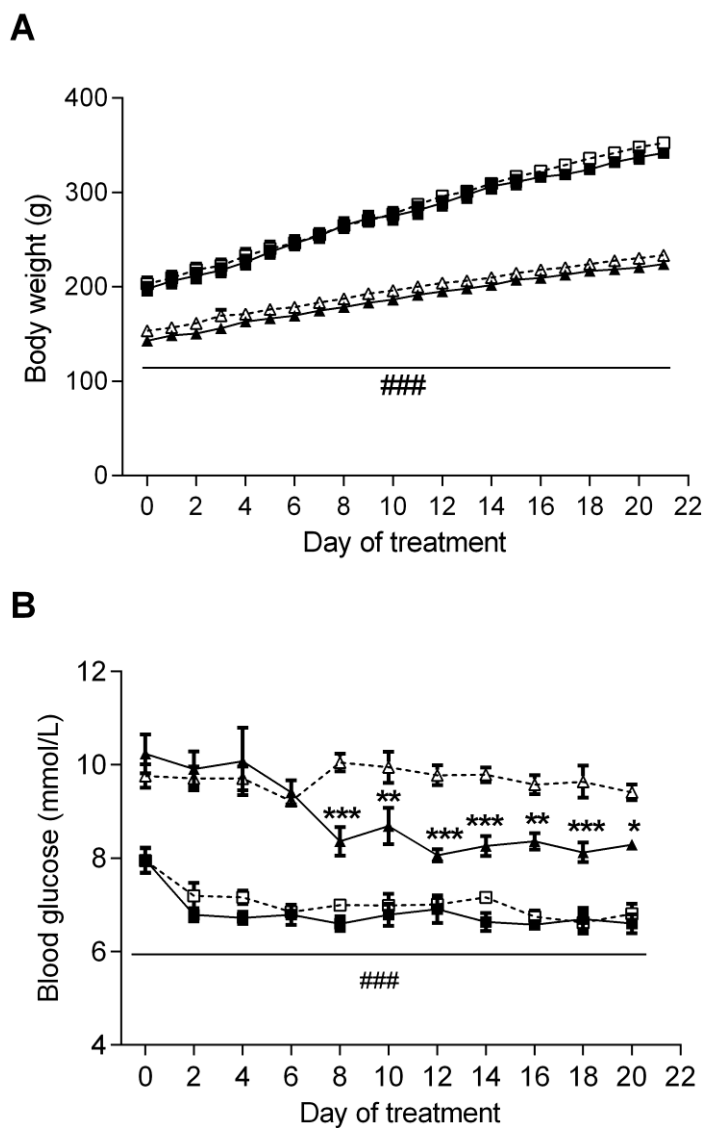 A
400
300
200
100
0
Body weight (g)
###
0 2 4 6 8 10 12 14 16 18 20 22
Day of treatment
B
12
10
8
6
4
Blood glucose (mmol/L)
*** ** *** *** ** *** *
###
0 2 4 6 8 10 12 14 16 18 20 22
Day of treatment